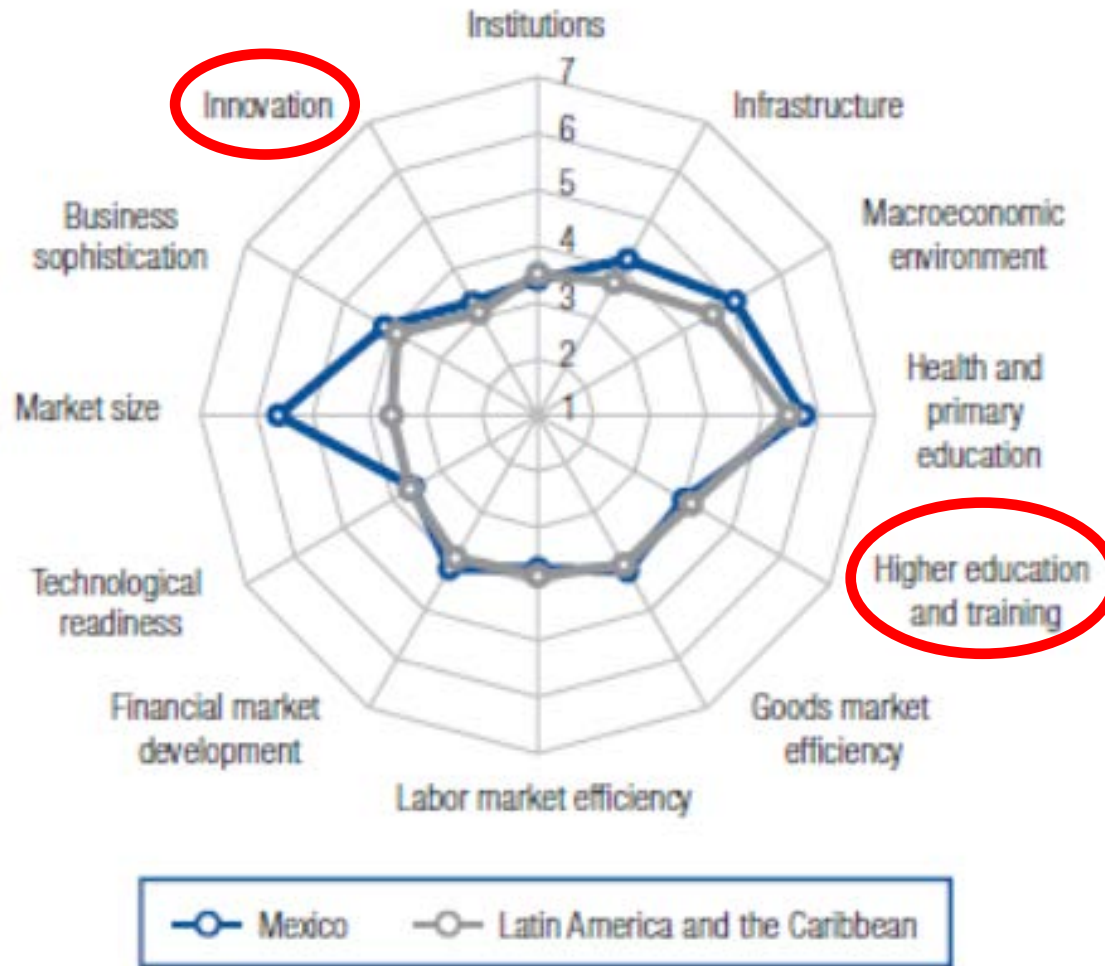 Institutions
Infrastructure
Macroeconomic
environment
Health and
primary
education
Higher education
and training
Goods market
efficiency
Labor market efficiency
Financial market
development
Technological
readiness
Market size
Business
sophistication
Innovation
7
6
5
4
3
2
1
Mexico
Latin America and the Caribbean